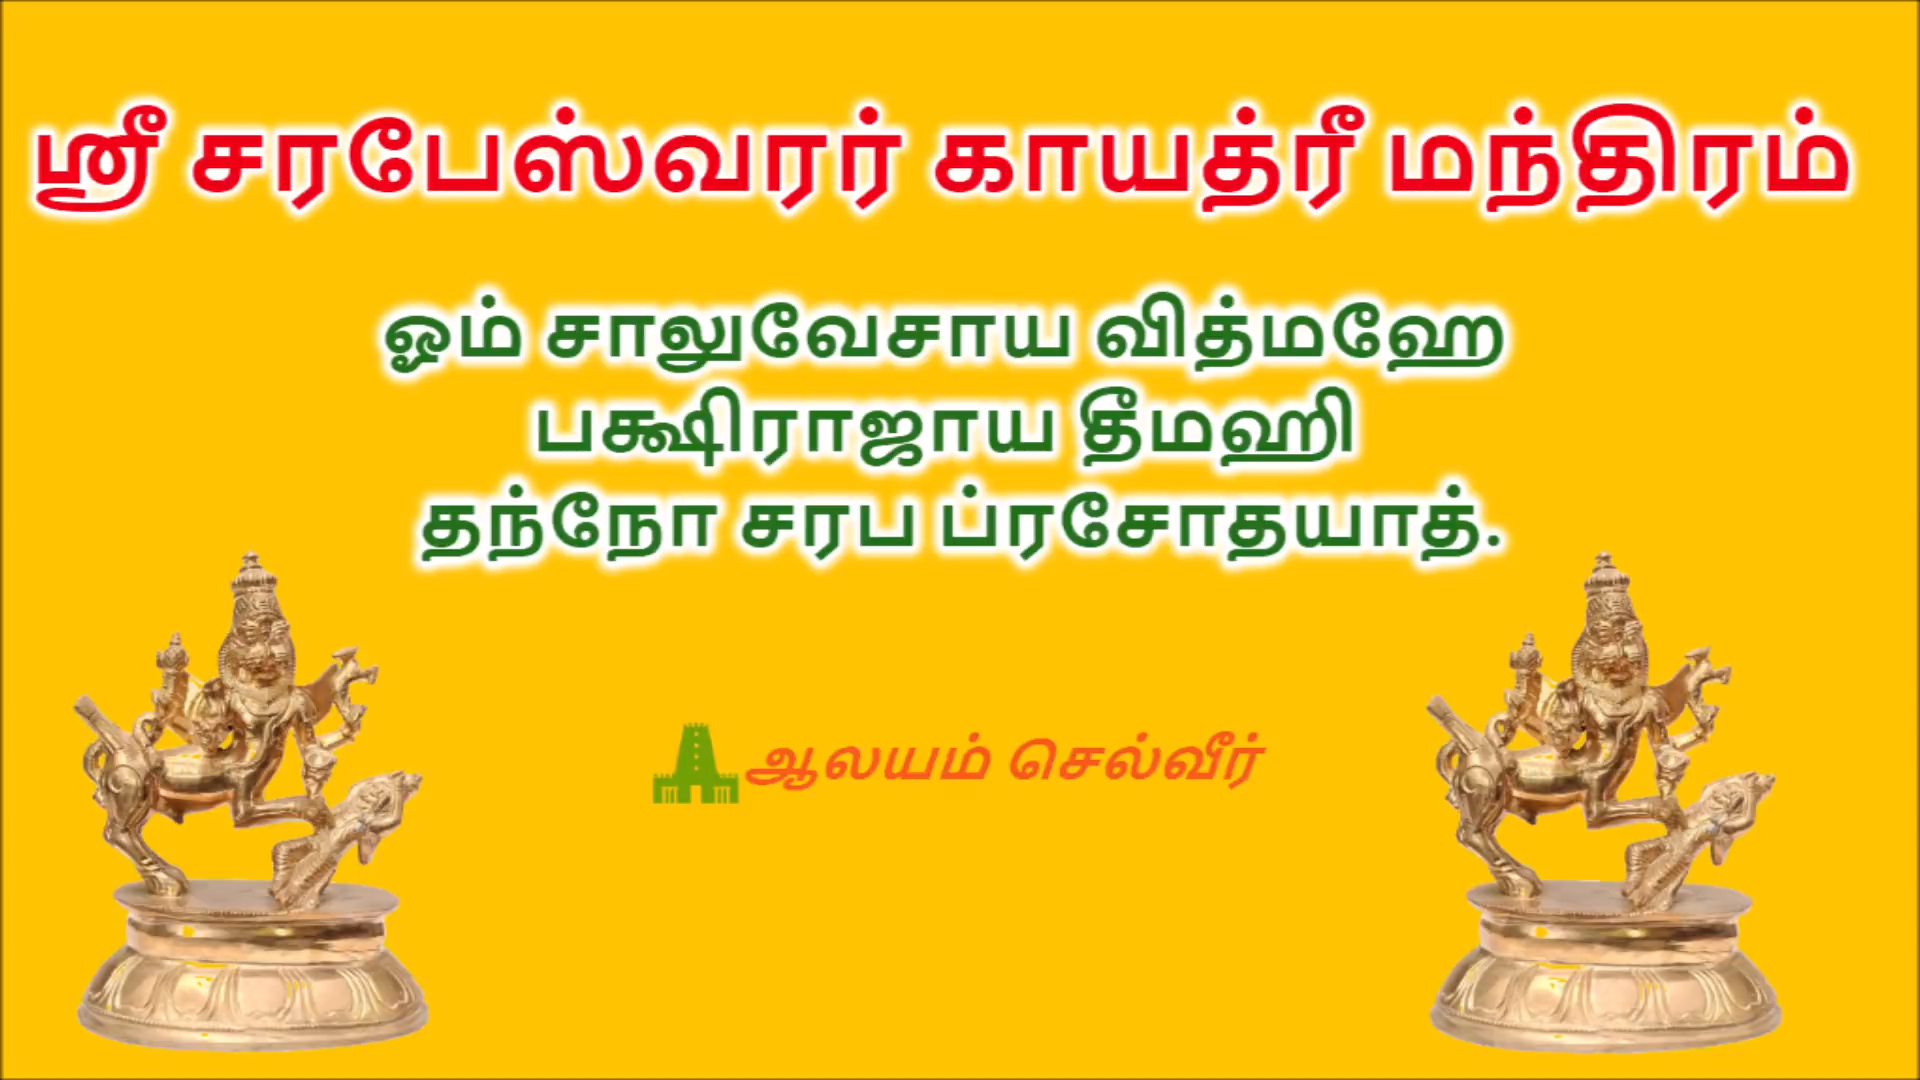 ஸ்ரீ சரபேஸ்வரர் காயத்ரீ மந்திரம்
ஓம் சாலுவேசாய வித்மஹே
பக்ஷிராஜாய தீமஹி
தந்நோ சரப ப்ரசோதயாத்.
ஆலயம் செல்வீர்